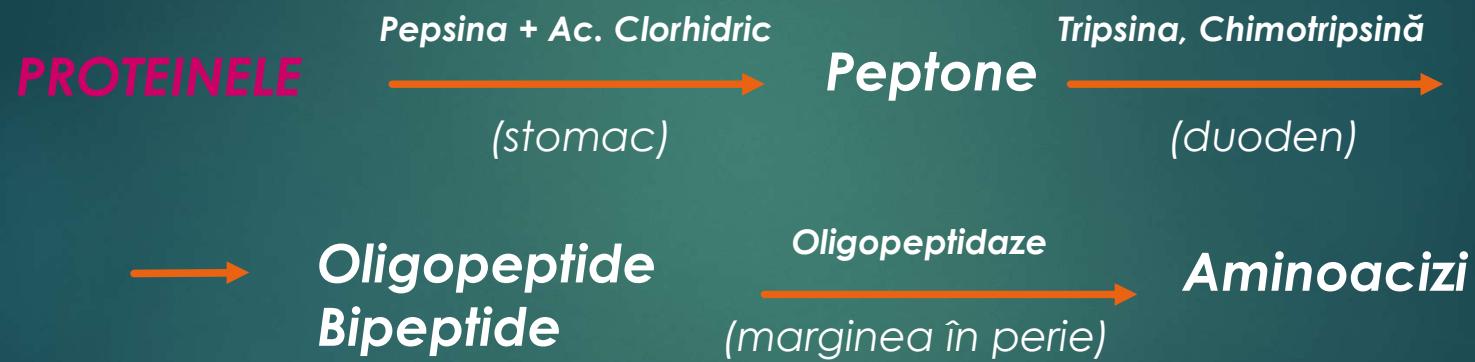 Pepsina + Ac. Clorhidric
Tripsina, Chimotripsină
PROTEINELE
Peptone
(stomac)
(duoden)
Oligopeptide
Bipeptide
Oligopeptidaze
(marginea în perie)
Aminoacizi